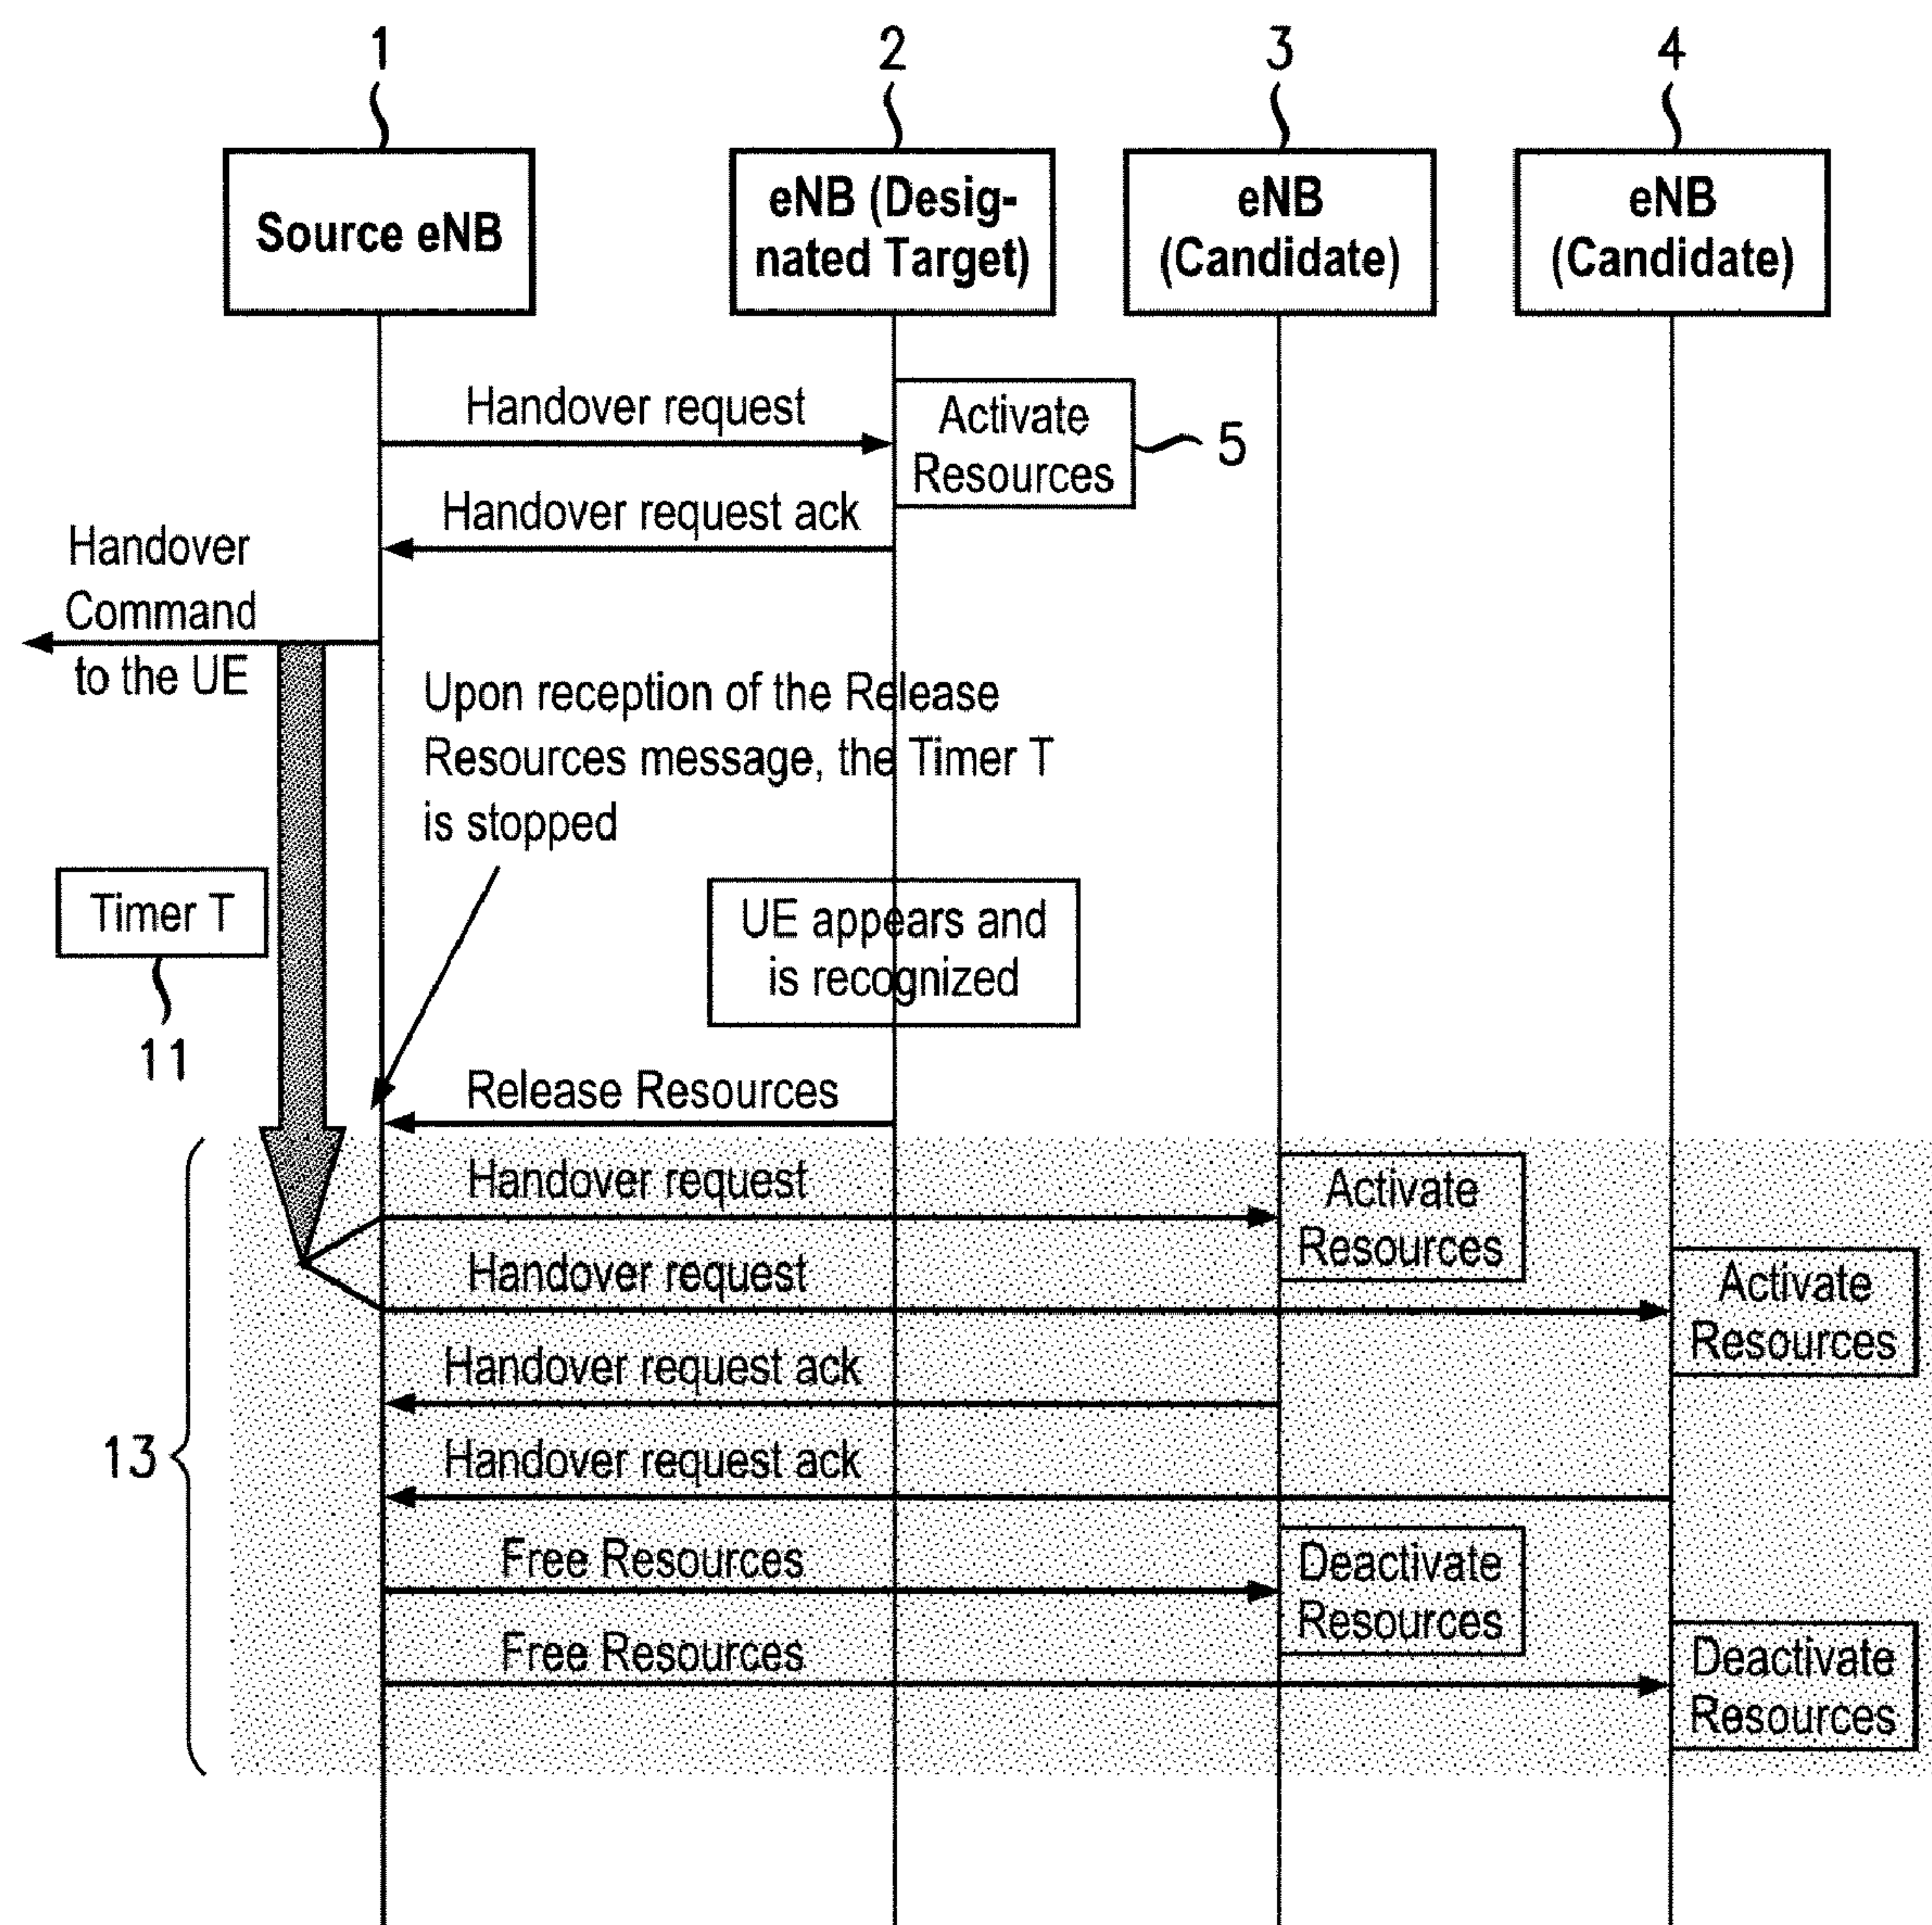 1
2
3
4
Source eNB
eNB (Desig-
nated Target)
eNB
(Candidate)
eNB
(Candidate)
Handover request
Activate
Resources
5
Handover request ack
Handover
Command
to the UE
Upon reception of the Release
Resources message, the Timer T
is stopped
Timer T
11
UE appears and
is recognized
Release Resources
13
Handover request
Activate
Resources
Handover request
Activate
Resources
Handover request ack
Handover request ack
Free Resources
Deactivate
Resources
Free Resources
Deactivate
Resources